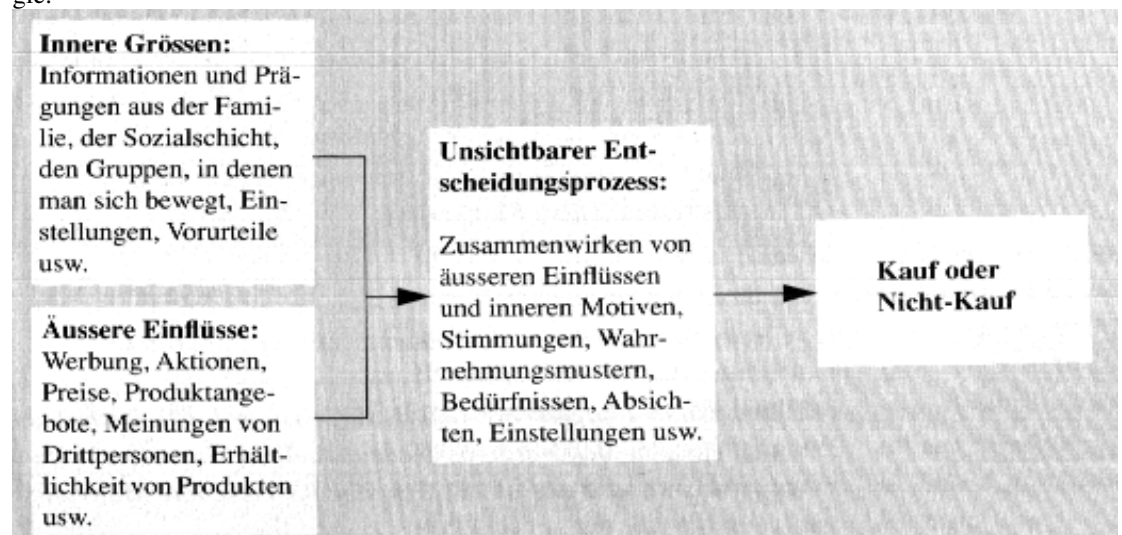 gie.
Innere Grössen:
Informationen und Prä-
gungen aus der Fami-
lie, der Sozialschicht,
den Gruppen, in denen
man sich bewegt, Ein-
stellungen, Vorurteile
usw.
Äussere Einflüsse:
Werbung, Aktionen,
Preise, Produktange-
bote, Meinungen von
Drittpersonen, Erhält-
lichkeit von Produkten
usw.
Unsichtbarer Ent-
scheidungsprozess:
Zusammenwirken von
äusseren Einflüssen
und inneren Motiven,
Stimmungen, Wahr-
nehmungsmustern,
Bedürfnissen, Absich-
ten, Einstellungen usw.
Kauf oder
Nicht-Kauf